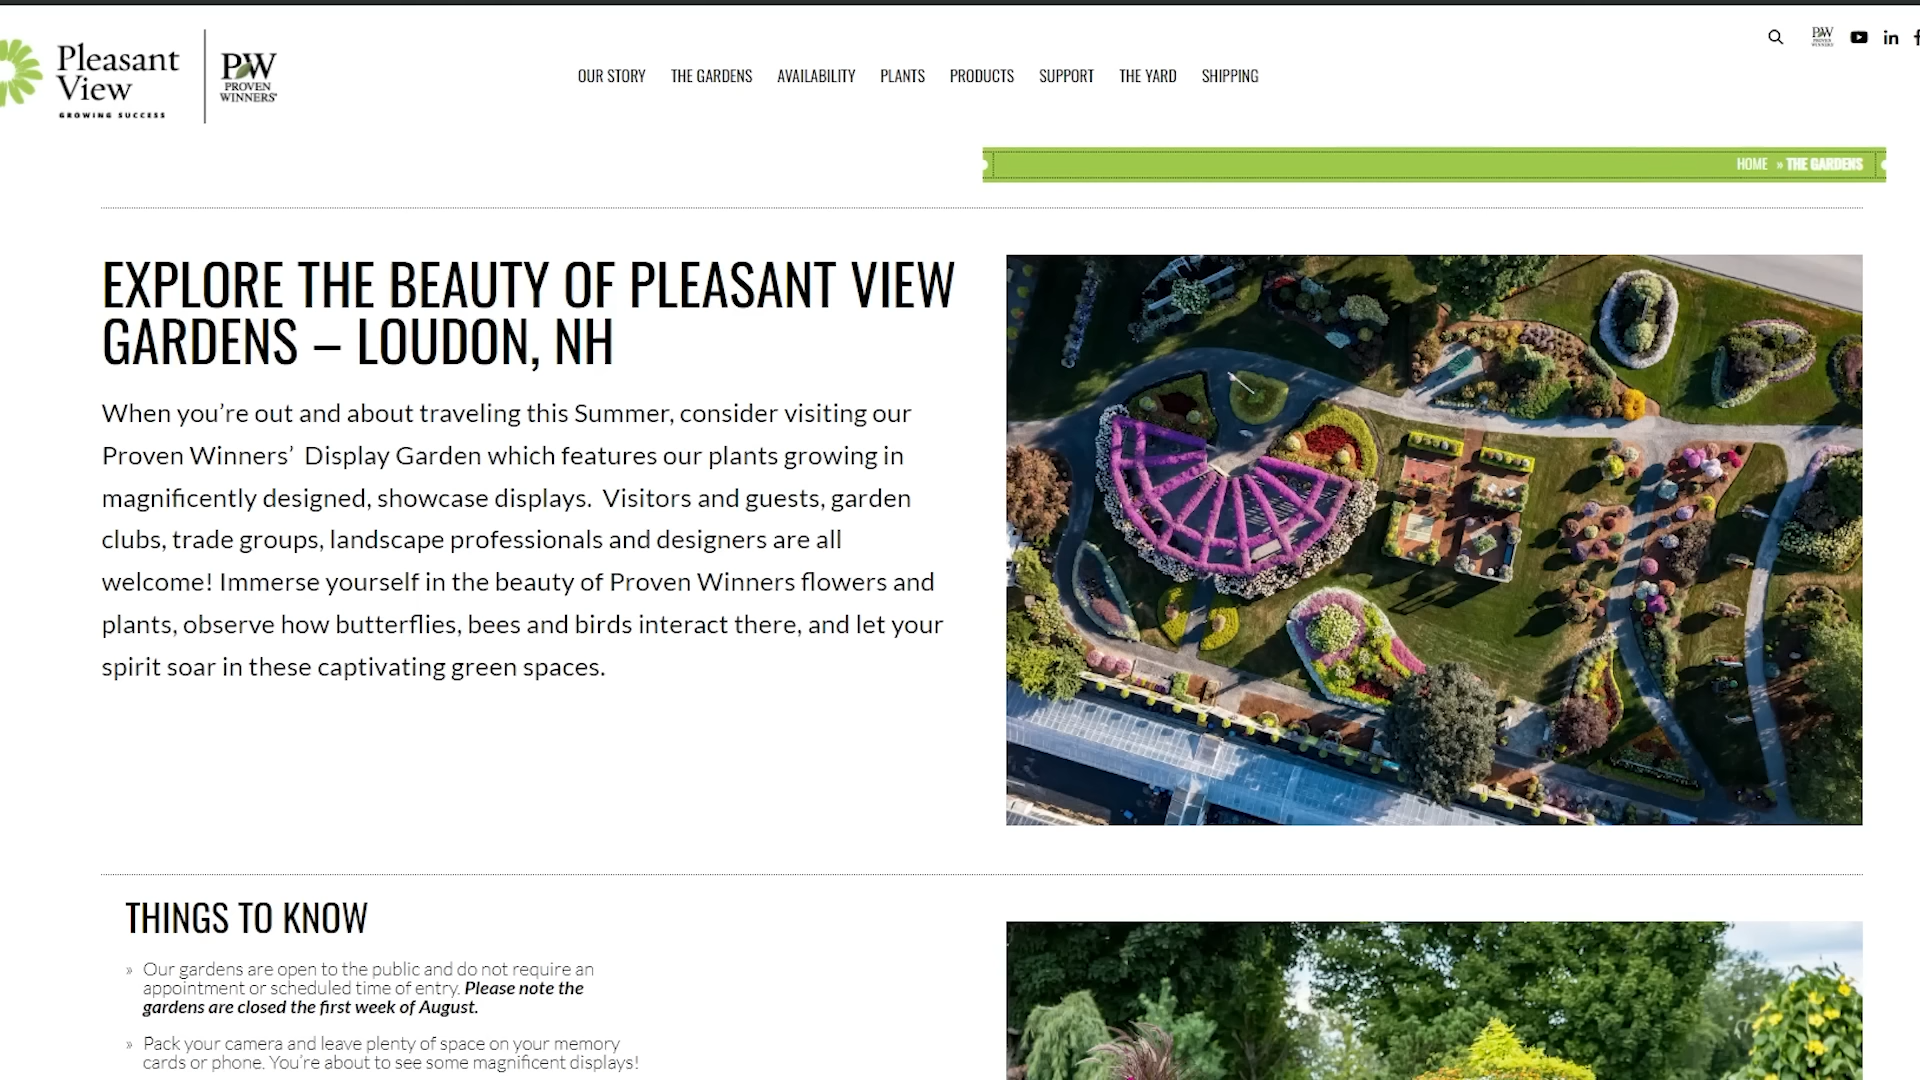 Pleasant
View
GROWING SUCCESS
PW
PROVEN
WINNERS®
OUR STORY THE GARDENS AVAILABILITY PLANTS PRODUCTS SUPPORT THE YARD SHIPPING
PW
PROVEN
WINNERS
in f
HOME » THE GARDENS
EXPLORE THE BEAUTY OF PLEASANT VIEW
GARDENS – LOUDON, NH
When you’re out and about traveling this Summer, consider visiting our
Proven Winners’  Display Garden which features our plants growing in
magnificently designed, showcase displays.  Visitors and guests, garden
clubs, trade groups, landscape professionals and designers are all
welcome! Immerse yourself in the beauty of Proven Winners flowers and
plants, observe how butterflies, bees and birds interact there, and let your
spirit soar in these captivating green spaces.
THINGS TO KNOW
» Our gardens are open to the public and do not require an
appointment or scheduled time of entry. Please note the
gardens are closed the first week of August.
» Pack your camera and leave plenty of space on your memory
cards or phone. You’re about to see some magnificent displays!